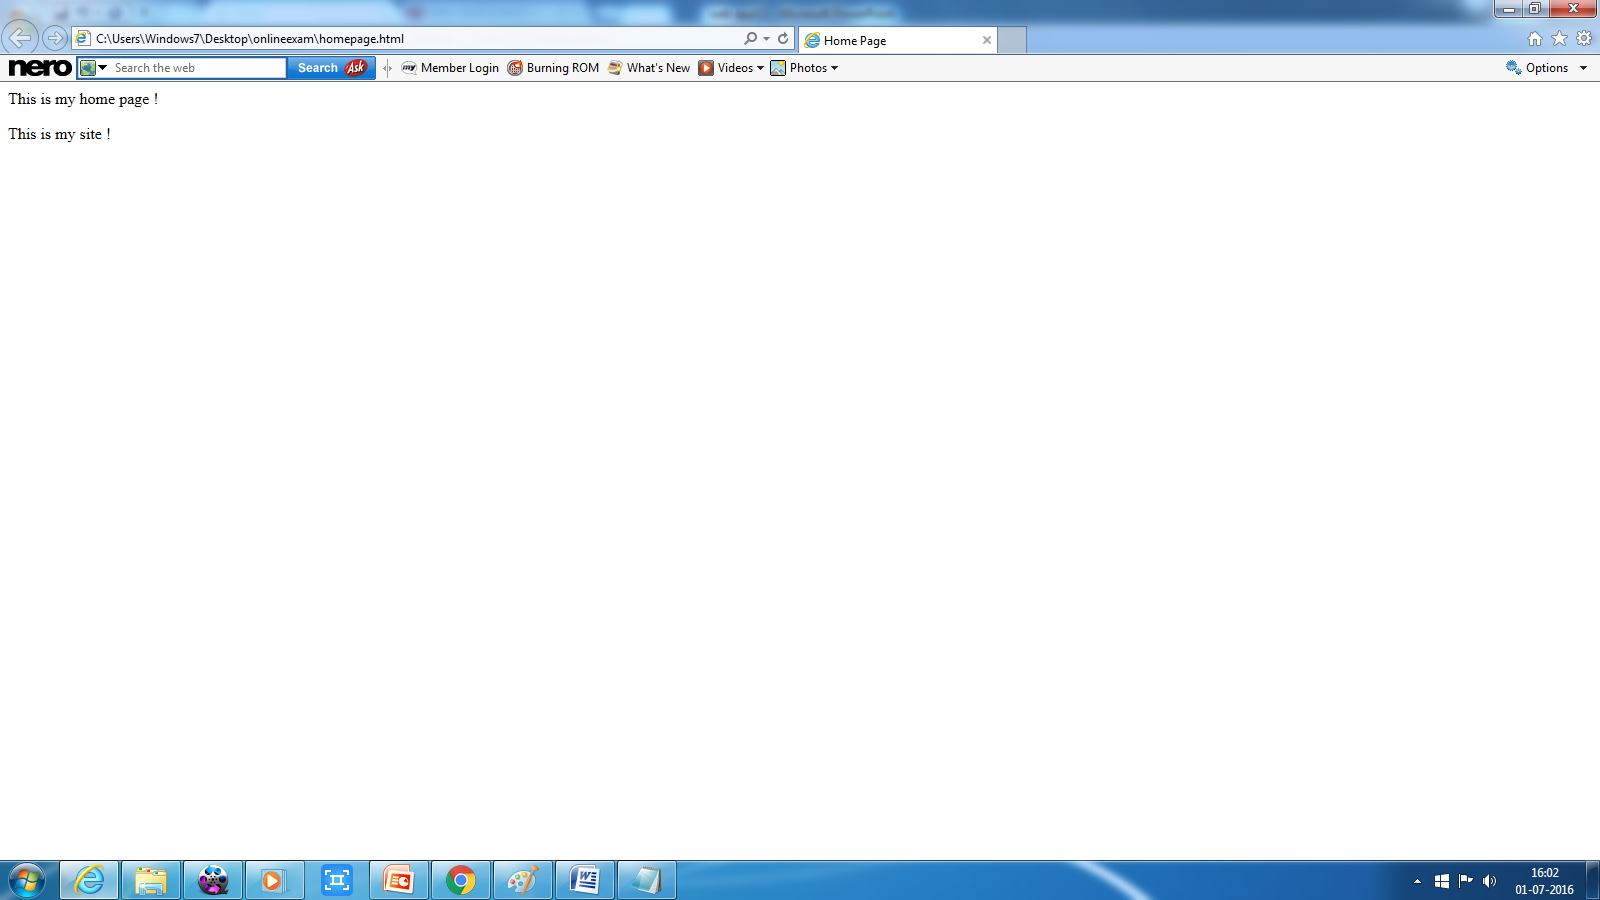 C:\Users\Windows7\Desktop\onlineexam\homepage.html
Home Page
nero Search the web Search Ask my Member Login Burning ROM What's New Videos Photos Options
This is my home page !
This is my site !
16:02
01-07-2016